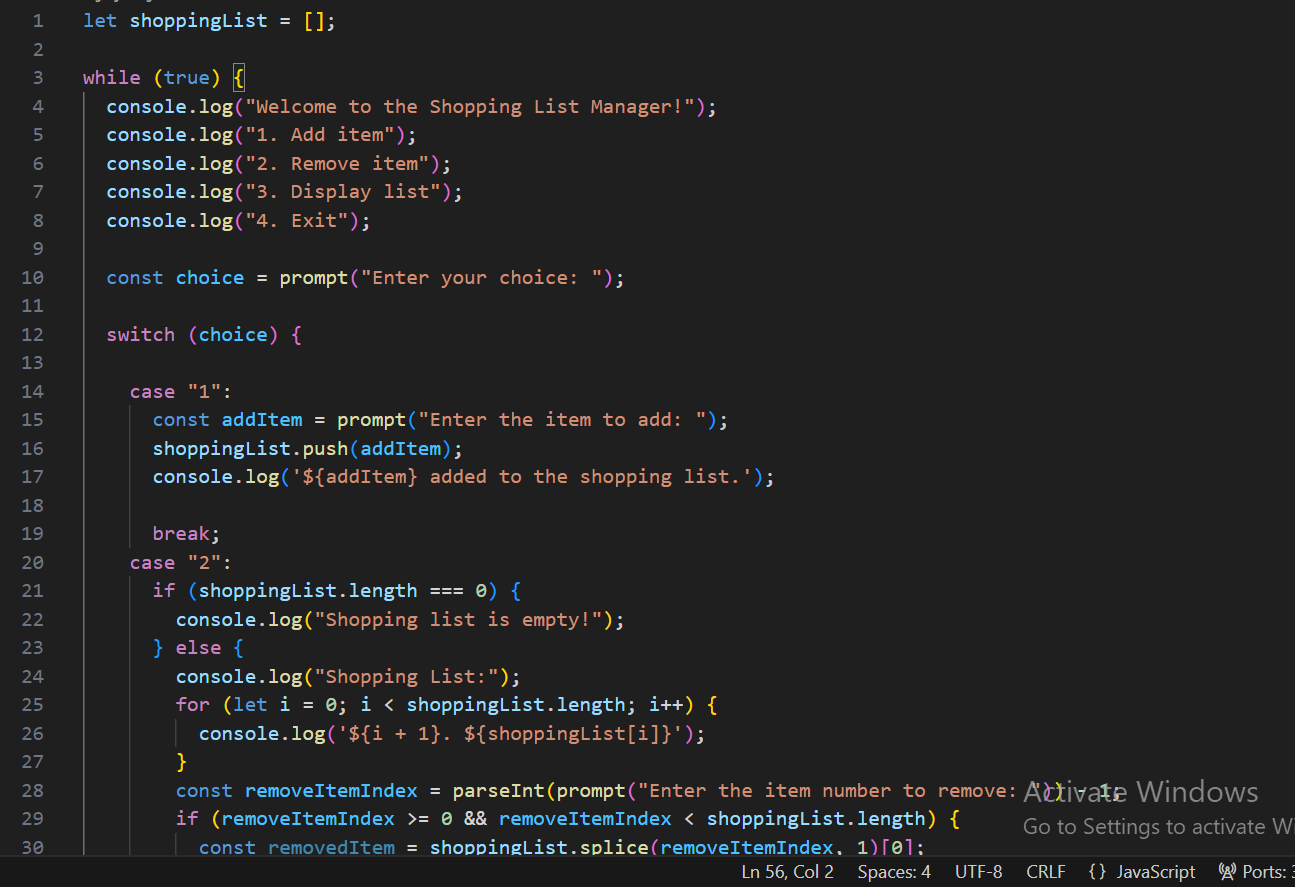 1 let shoppingList = [];
2
3 while (true) {
4 console.log("Welcome to the Shopping List Manager!");
5 console.log("1. Add item");
6 console.log("2. Remove item");
7 console.log("3. Display list");
8 console.log("4. Exit");
9
10 const choice = prompt("Enter your choice: ");
11
12 switch (choice) {
13
14 case "1":
15 const addItem = prompt("Enter the item to add: ");
16 shoppingList.push(addItem);
17 console.log('${addItem} added to the shopping list.');
18
19 break;
20 case "2":
21 if (shoppingList.length === 0) {
22 console.log("Shopping list is empty!");
23 } else {
24 console.log("Shopping List:");
25 for (let i = 0; i < shoppingList.length; i++) {
26 console.log('${i + 1}. ${shoppingList[i]}');
27 }
28 const removeItemIndex = parseInt(prompt("Enter the item number to remove: ")) - 1;
29 if (removeItemIndex >= 0 && removeItemIndex < shoppingList.length) {
30 const removedItem = shoppingList.splice(removeItemIndex, 1)[0];
Activate Windows
Go to Settings to activate Wi
Ln 56, Col 2 Spaces: 4 UTF-8 CRLF {} JavaScript Ports: